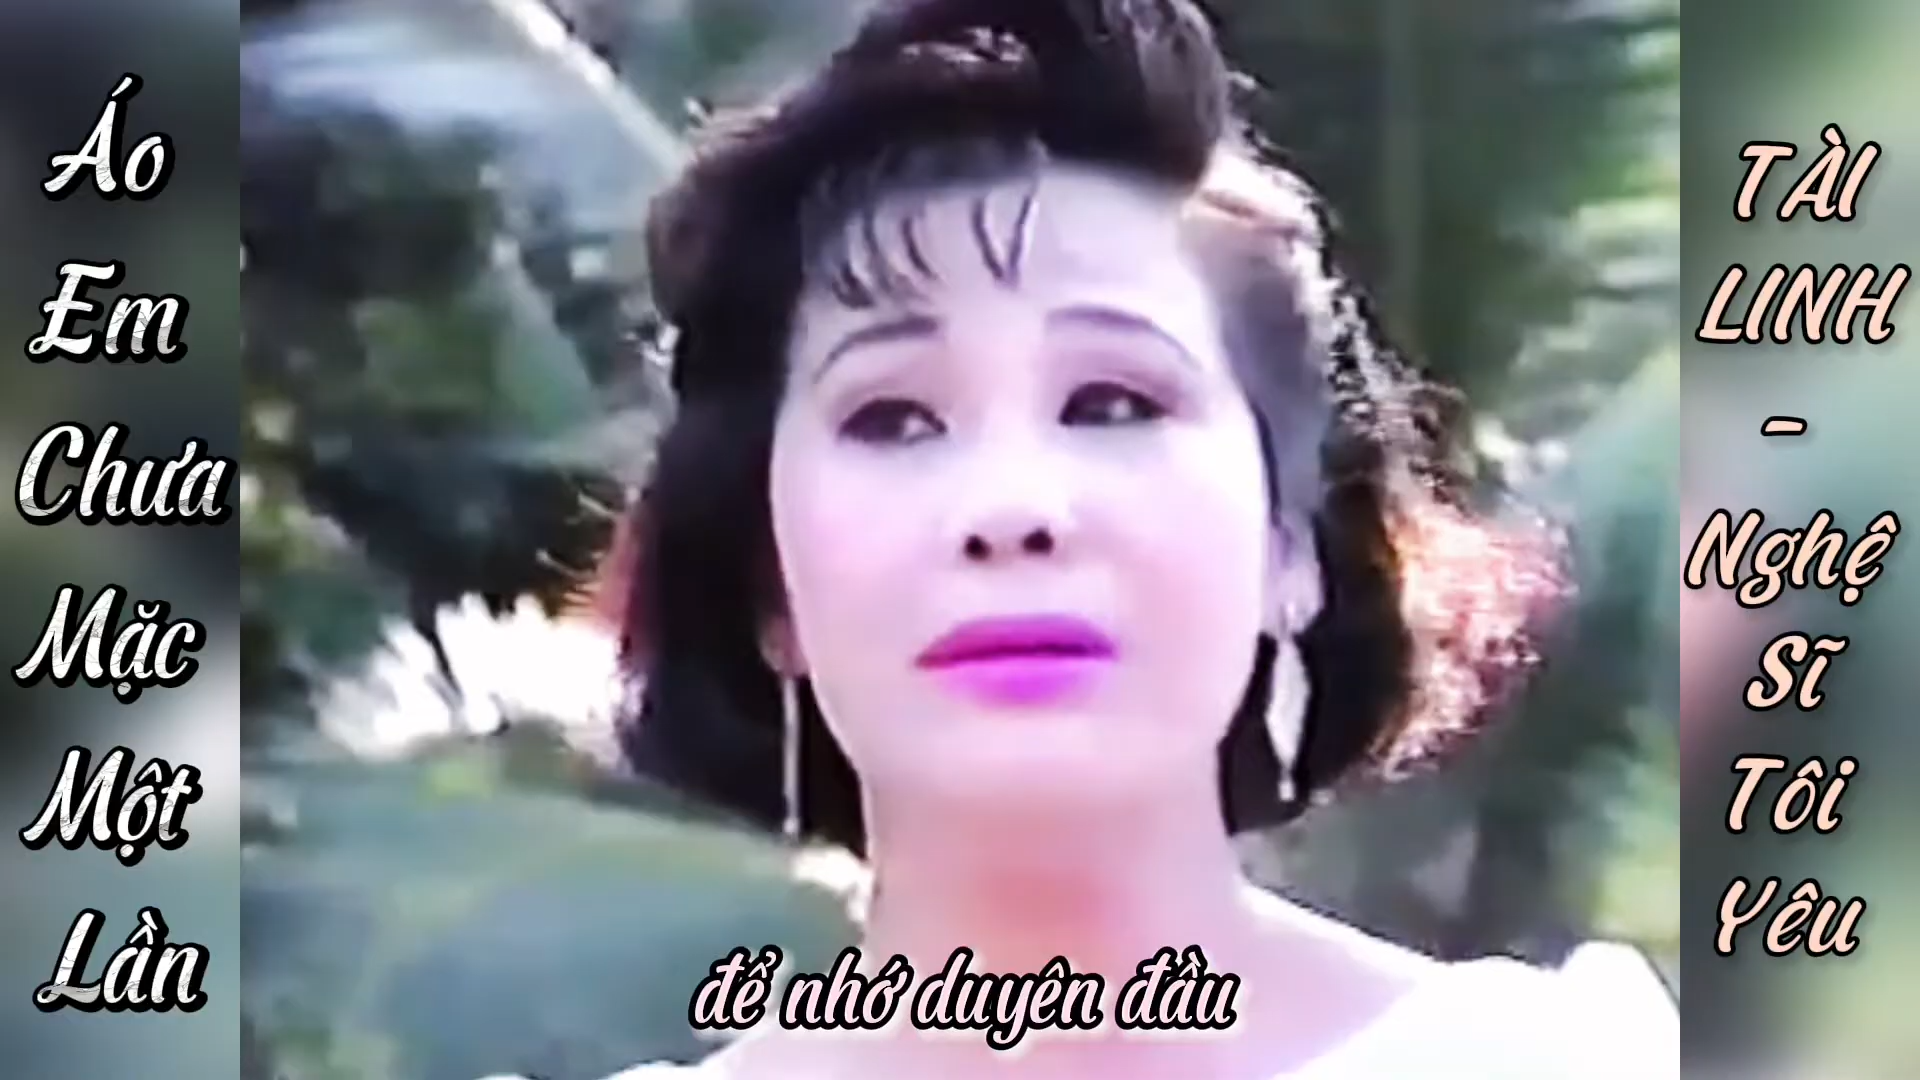 Áo
Em
Chưa
Mặc
Một
Lần
TÀI
LINH
-
Nghệ
Sĩ
Tôi
Yêu
để nhớ duyên đầu